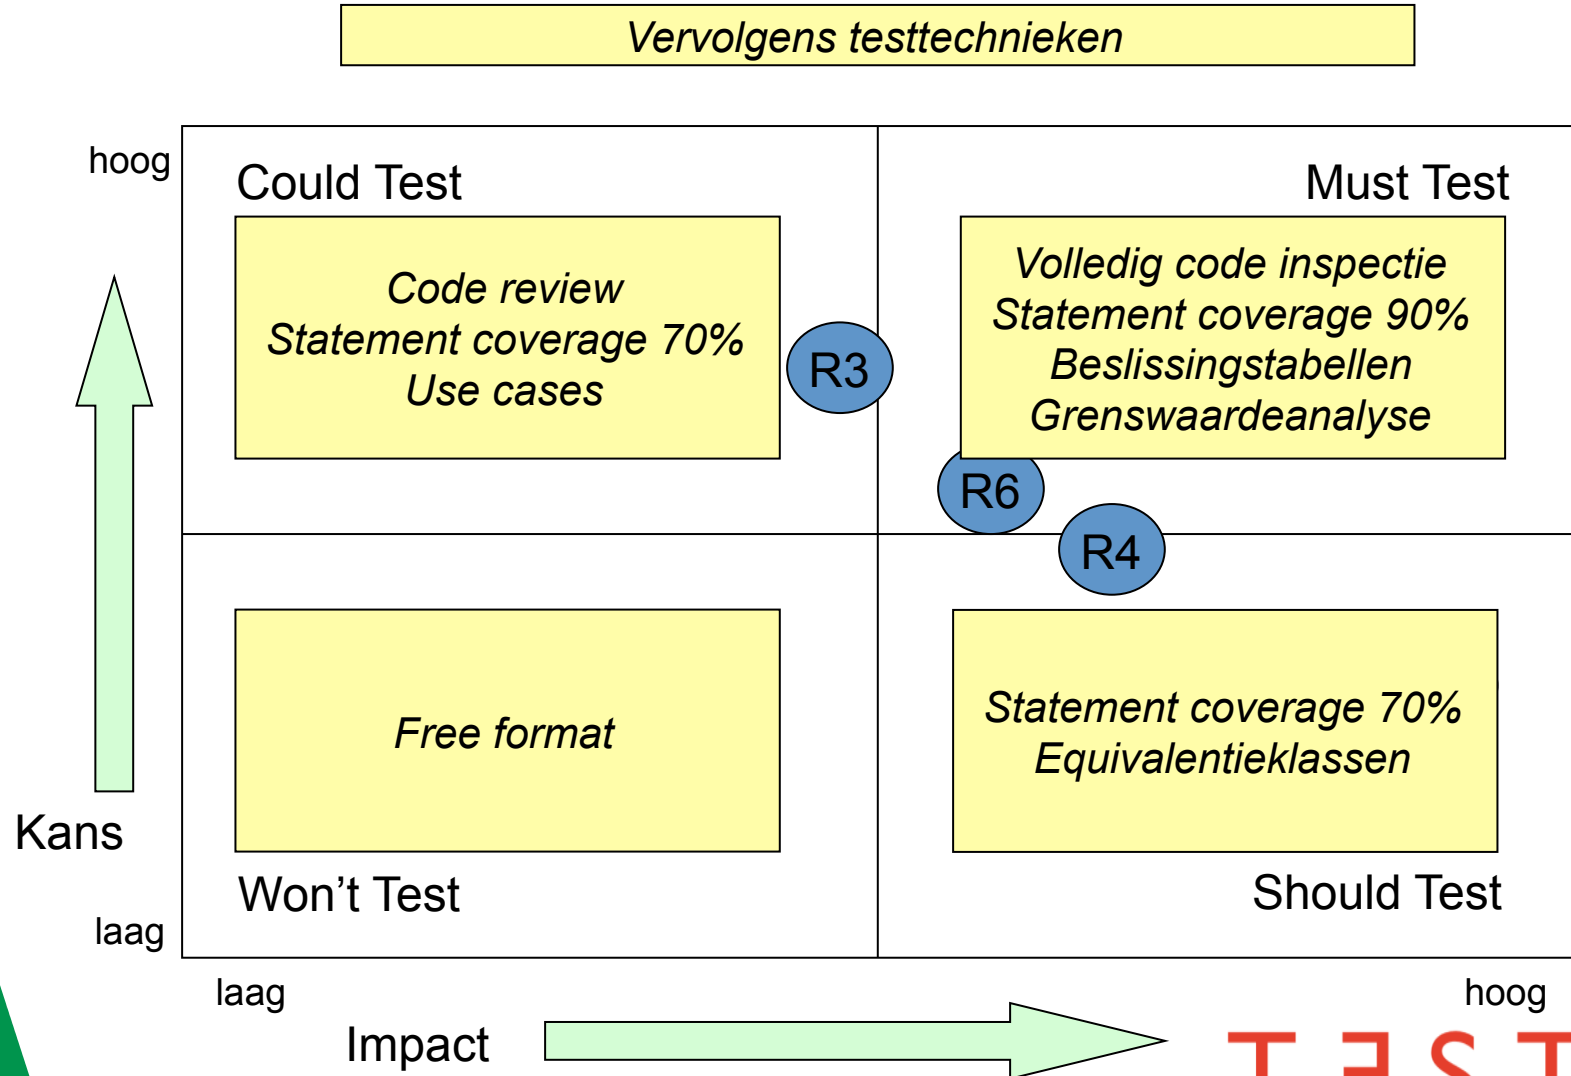 Vervolgens testtechnieken
hoog
Could Test
Must Test
Code review
Statement coverage 70%
Use cases
Volledig code inspectie
Statement coverage 90%
Beslissingstabellen
Grenswaardeanalyse
R3
R6
R4
Free format
Statement coverage 70%
Equivalentieklassen
Kans
Won’t Test
Should Test
laag
laag
hoog
Impact
TEST